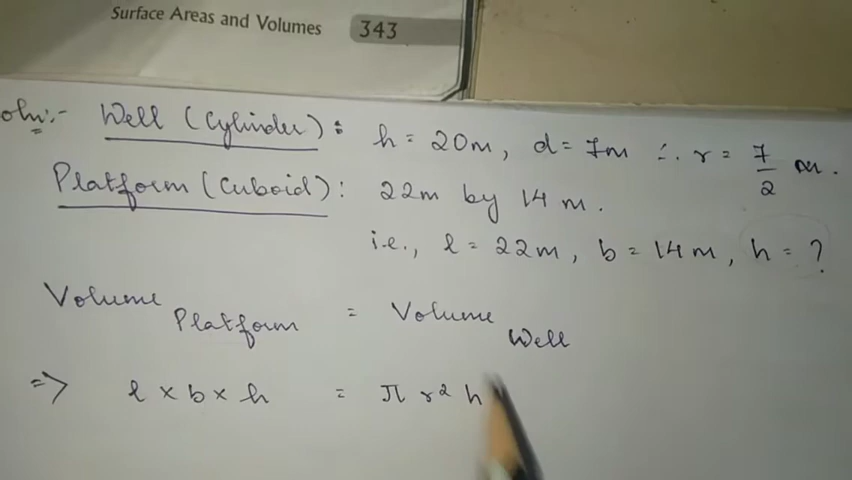 Surface Areas and Volumes 343
Soln:- Well (Cylinder): h = 20m, d = 7m ∴ r = 7/2 m.
Platform (Cuboid): 22m by 14 m.
i.e., l = 22m, b = 14m, h = ?
Volume Platform = Volume Well
=> l × b × h = π r² h